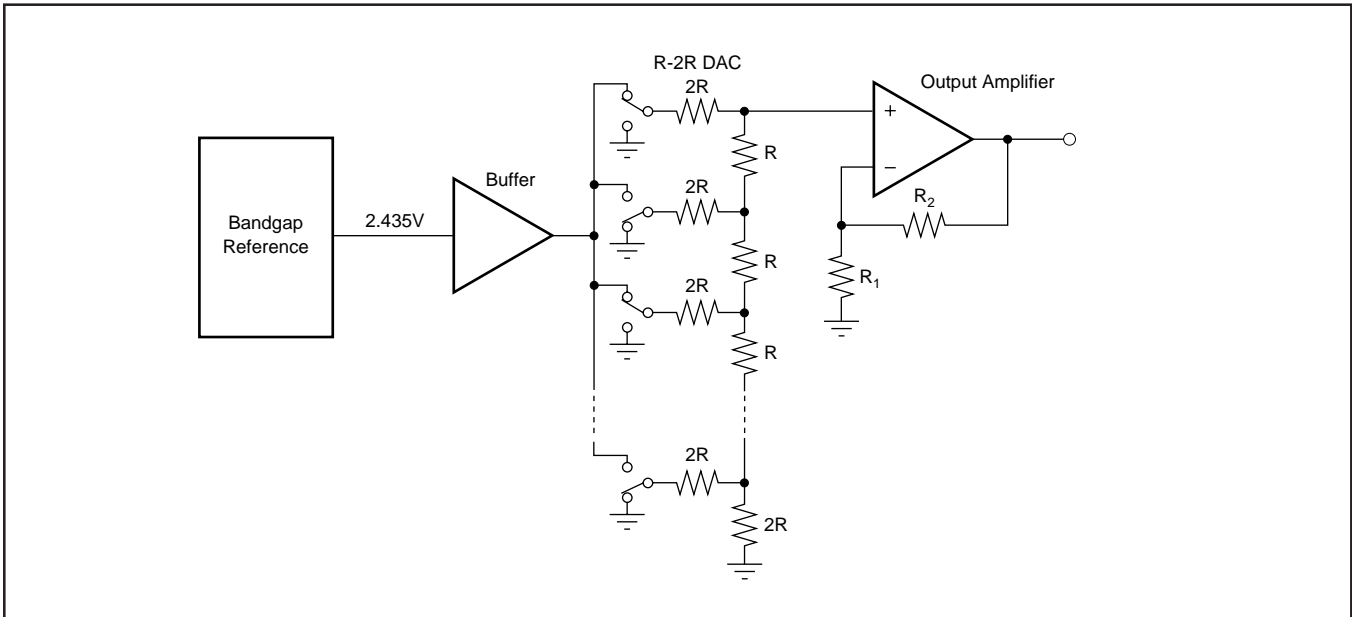 R-2R DAC
2R
Output Amplifier
+
−
R
Buffer
2R
R₂
Bandgap
Reference
2.435V
R
R₁
2R
R
2R
2R